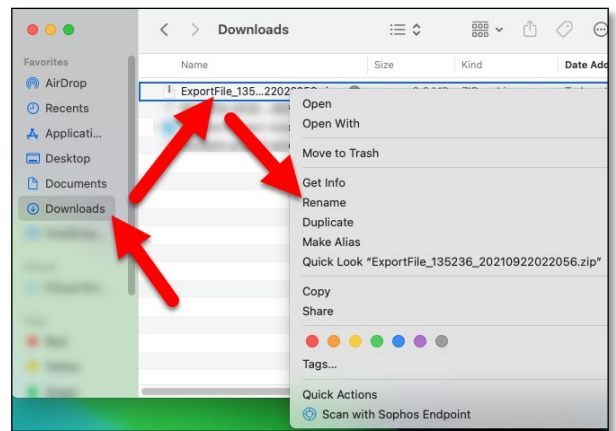 Downloads
Favorites
Name Size Kind Date Add
AirDrop
ExportFile_135...22022056.zip
Recents
Applicati...
Desktop
Documents
Downloads
Open
Open With
Move to Trash
Get Info
Rename
Duplicate
Make Alias
Quick Look “ExportFile_135236_20210922022056.zip”
Copy
Share
Tags...
Quick Actions
Scan with Sophos Endpoint